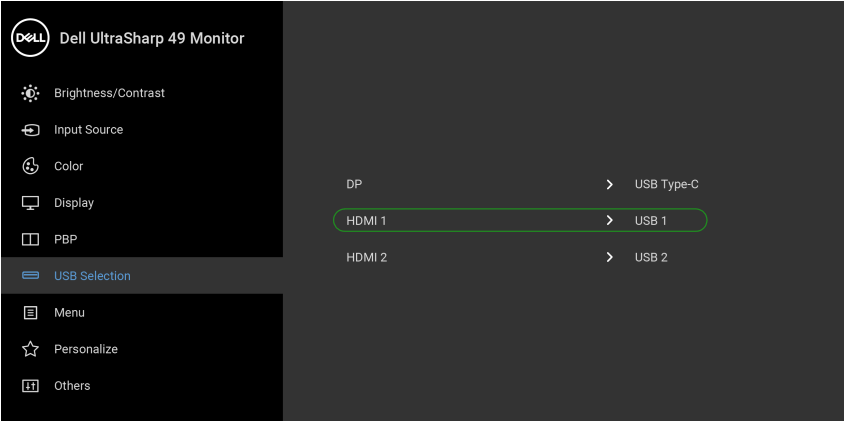 DELL Dell UltraSharp 49 Monitor
Brightness/Contrast
Input Source
Color
Display
PBP
USB Selection
Menu
Personalize
Others
DP USB Type-C
HDMI 1 USB 1
HDMI 2 USB 2